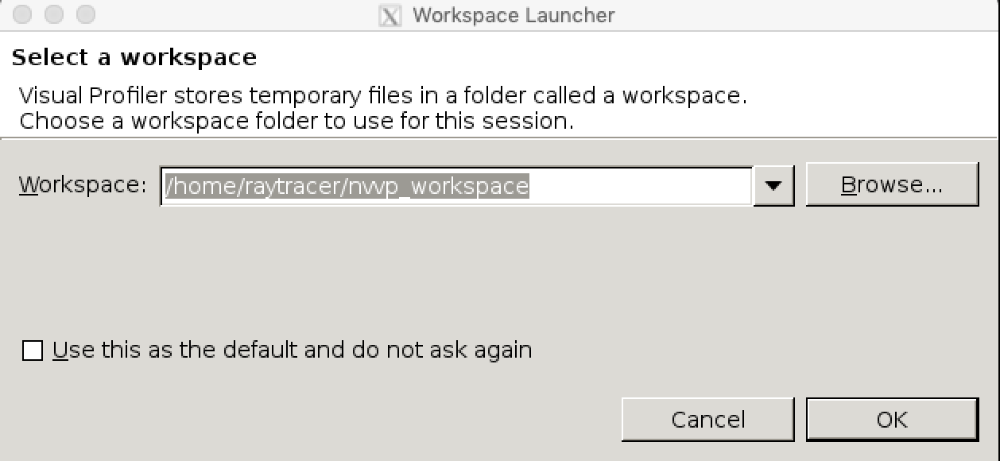 Workspace Launcher
Select a workspace
Visual Profiler stores temporary files in a folder called a workspace.
Choose a workspace folder to use for this session.
Workspace: /home/raytracer/nvvp_workspace Browse...
Use this as the default and do not ask again
Cancel OK